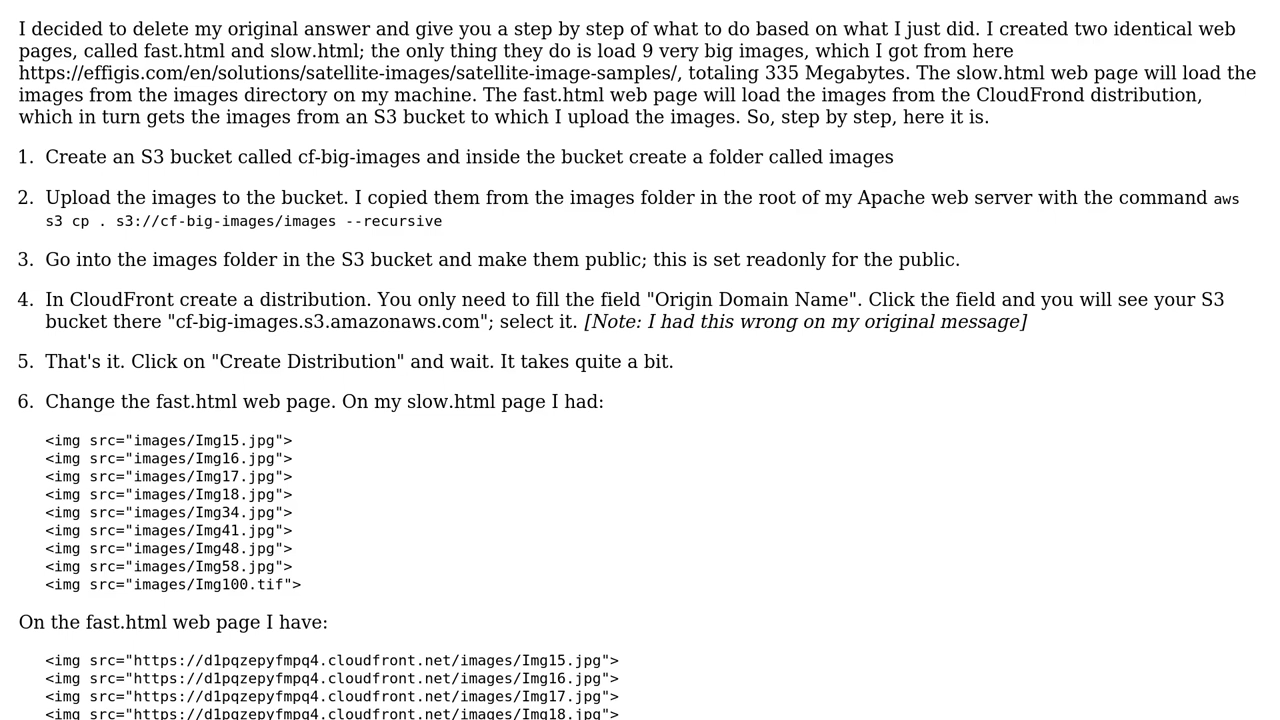 I decided to delete my original answer and give you a step by step of what to do based on what I just did. I created two identical web
pages, called fast.html and slow.html; the only thing they do is load 9 very big images, which I got from here
https://effigis.com/en/solutions/satellite-images/satellite-image-samples/, totaling 335 Megabytes. The slow.html web page will load the
images from the images directory on my machine. The fast.html web page will load the images from the CloudFrond distribution,
which in turn gets the images from an S3 bucket to which I upload the images. So, step by step, here it is.
1. Create an S3 bucket called cf-big-images and inside the bucket create a folder called images
2. Upload the images to the bucket. I copied them from the images folder in the root of my Apache web server with the command aws
s3 cp . s3://cf-big-images/images --recursive
3. Go into the images folder in the S3 bucket and make them public; this is set readonly for the public.
4. In CloudFront create a distribution. You only need to fill the field "Origin Domain Name". Click the field and you will see your S3
bucket there "cf-big-images.s3.amazonaws.com"; select it. [Note: I had this wrong on my original message]
5. That's it. Click on "Create Distribution" and wait. It takes quite a bit.
6. Change the fast.html web page. On my slow.html page I had:
<img src="images/Img15.jpg">
<img src="images/Img16.jpg">
<img src="images/Img17.jpg">
<img src="images/Img18.jpg">
<img src="images/Img34.jpg">
<img src="images/Img41.jpg">
<img src="images/Img48.jpg">
<img src="images/Img58.jpg">
<img src="images/Img100.tif">
On the fast.html web page I have:
<img src="https://d1pqzepyfmpq4.cloudfront.net/images/Img15.jpg">
<img src="https://d1pqzepyfmpq4.cloudfront.net/images/Img16.jpg">
<img src="https://d1pqzepyfmpq4.cloudfront.net/images/Img17.jpg">
<img src="https://d1pqzepyfmpq4.cloudfront.net/images/Img18.jpg">